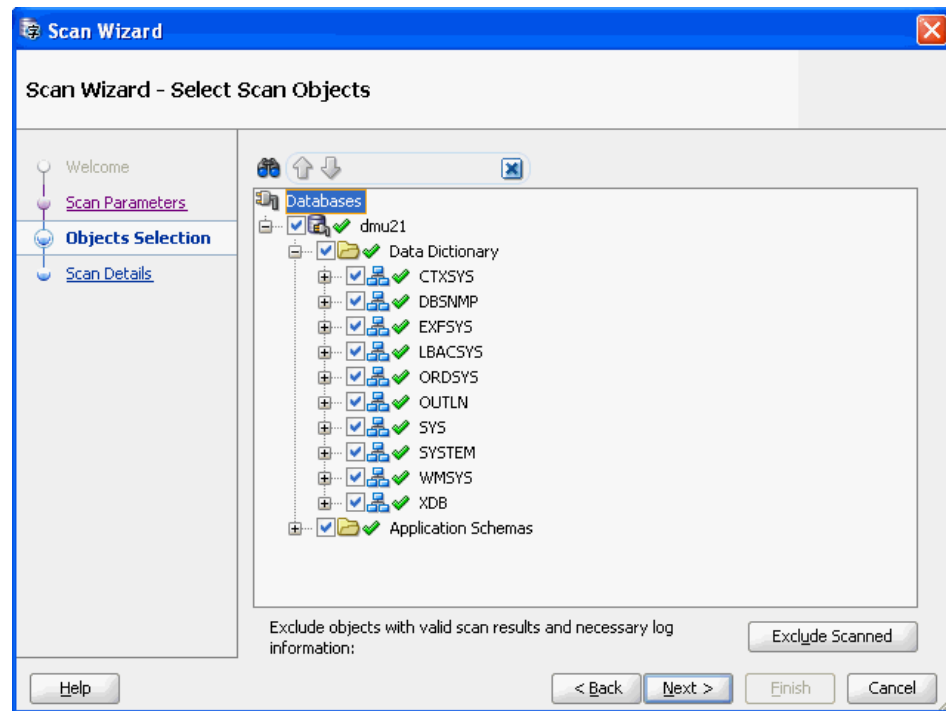 Scan Wizard
Scan Wizard - Select Scan Objects
Welcome
Scan Parameters
Objects Selection
Scan Details
Databases
dmu21
Data Dictionary
CTXSYS
DBSNMP
EXFSYS
LBACSYS
ORDSYS
OUTLN
SYS
SYSTEM
WMSYS
XDB
Application Schemas
Exclude objects with valid scan results and necessary log
information:
Exclude Scanned
Help
< Back
Next >
Finish
Cancel